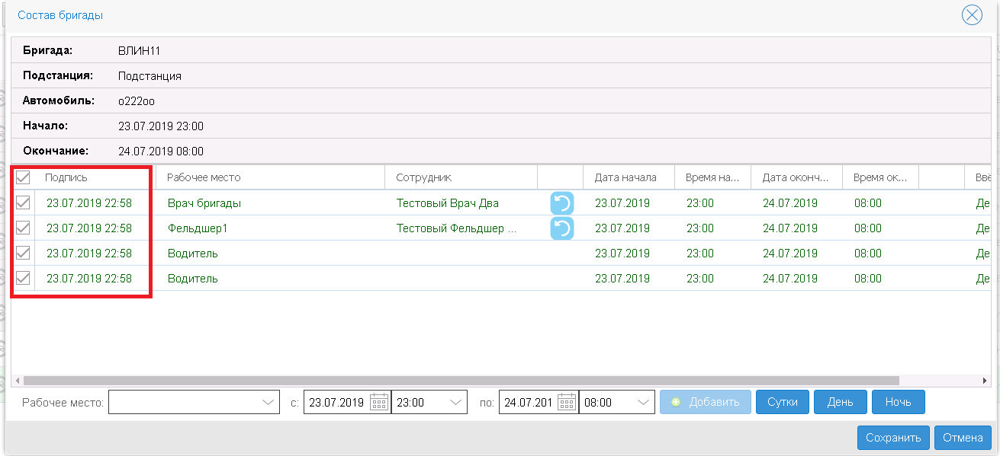 Состав бригады
Бригада: ВЛИН11
Подстанция: Подстанция
Автомобиль: о222оо
Начало: 23.07.2019 23:00
Окончание: 24.07.2019 08:00
Подпись Рабочее место Сотрудник Дата начала Время на... Дата оконч... Время ок... Вве
23.07.2019 22:58 Врач бригады Тестовый Врач Два 23.07.2019 23:00 24.07.2019 08:00 Де
23.07.2019 22:58 Фельдшер1 Тестовый Фельдшер ... 23.07.2019 23:00 24.07.2019 08:00 Де
23.07.2019 22:58 Водитель 23.07.2019 23:00 24.07.2019 08:00 Де
23.07.2019 22:58 Водитель 23.07.2019 23:00 24.07.2019 08:00 Де
Рабочее место: с: 23.07.2019 23:00 по: 24.07.201 08:00 Добавить Сутки День Ночь
Сохранить Отмена